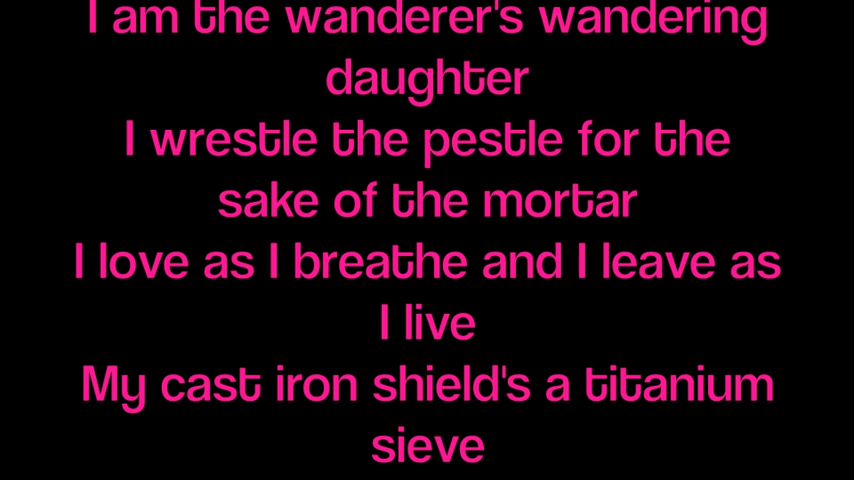 I am the wanderer's wandering
daughter
I wrestle the pestle for the
sake of the mortar
I love as I breathe and I leave as
I live
My cast iron shield's a titanium
sieve